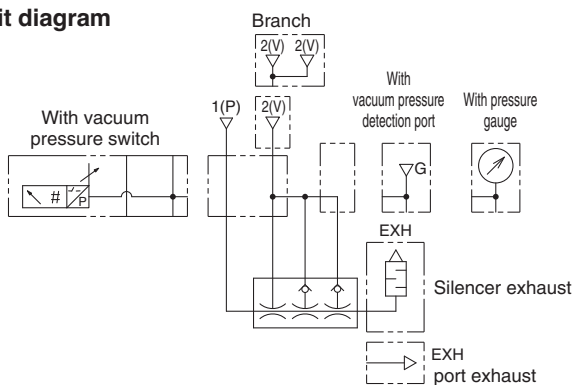 it diagram
Branch
2(V) 2(V)
With
vacuum pressure
detection port
With pressure
gauge
1(P)
2(V)
With vacuum
pressure switch
G
#
P
EXH
Silencer exhaust
EXH
port exhaust